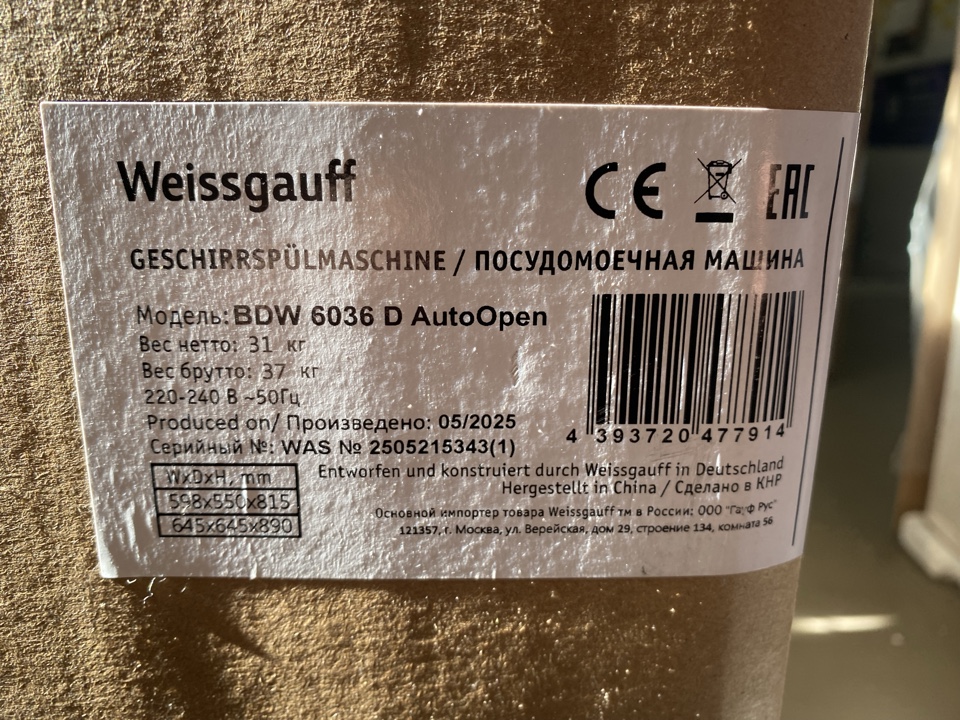 Weissgauff
CE
EAC
GESCHIRRSPÜLMASCHINE / ПОСУДОМОЕЧНАЯ МАШИНА
Модель: BDW 6036 D AutoOpen
Вес нетто: 31 кг
Вес брутто: 37 кг
220-240 В ~50Гц
Produced on/ Произведено: 05/2025
Серийный №: WAS № 2505215343(1)
4 393720 477914
WxDxH, mm
598x550x815
645x645x890
Entworfen und konstruiert durch Weissgauff in Deutschland
Hergestellt in China / Сделано в КНР
Основной импортер товара Weissgauff тм в России: ООО "Гауф Рус"
121357, г. Москва, ул. Верейская, дом 29, строение 134, комната 56